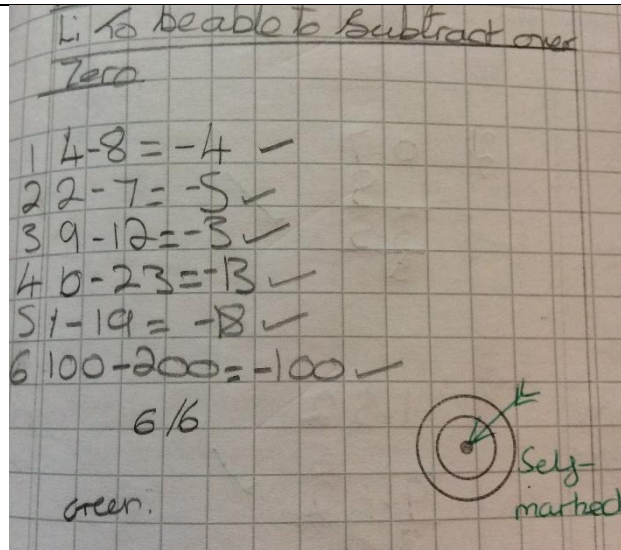 L: To be able to Subtract over
Zero
1 4-8 = -4 ✓
2 2-7 = -5 ✓
3 9-12 = -3 ✓
4 10-23 = -13 ✓
5 1-19 = -18 ✓
6 100-200 = -100 ✓
6/6
Self-
marked
Green.